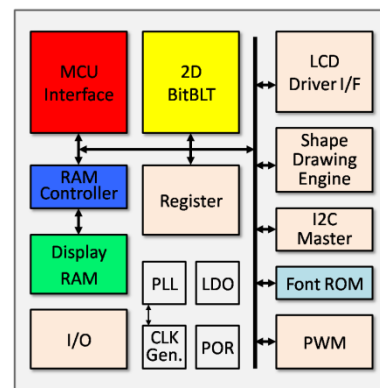 MCU
Interface
2D
BitBLT
LCD
Driver I/F
RAM
Controller
Register
Shape
Drawing
Engine
I2C
Master
Display
RAM
PLL
LDO
Font ROM
I/O
CLK
Gen.
POR
PWM